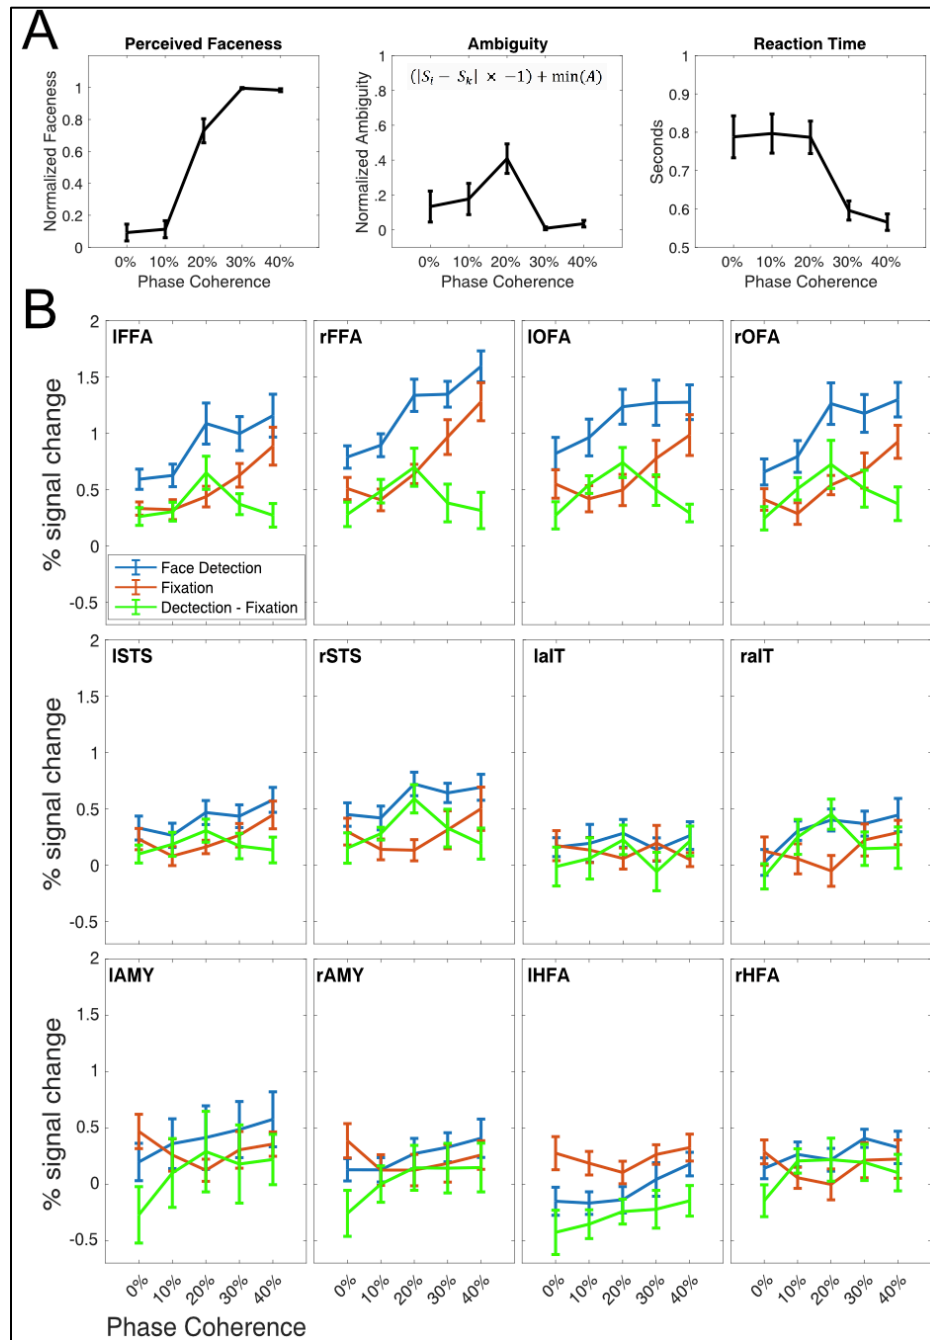 A
Perceived Faceness
Normalized Faceness
1
0.8
0.6
0.4
0.2
0
0% 10% 20% 30% 40%
Phase Coherence
Ambiguity
(|Si − Sk| × −1) + min(A)
Normalized Ambiguity
1
.8
.6
.4
.2
0
0% 10% 20% 30% 40%
Phase Coherence
Reaction Time
Seconds
1
0.9
0.8
0.7
0.6
0.5
0% 10% 20% 30% 40%
Phase Coherence
B
% signal change
2
1.5
1
0.5
0
-0.5
lFFA
rFFA
lOFA
rOFA
Face Detection
Fixation
Dectection - Fixation
% signal change
2
1.5
1
0.5
0
-0.5
lSTS
rSTS
laIT
raIT
% signal change
2
1.5
1
0.5
0
-0.5
lAMY
rAMY
lHFA
rHFA
0% 10% 20% 30% 40%
0% 10% 20% 30% 40%
0% 10% 20% 30% 40%
0% 10% 20% 30% 40%
Phase Coherence